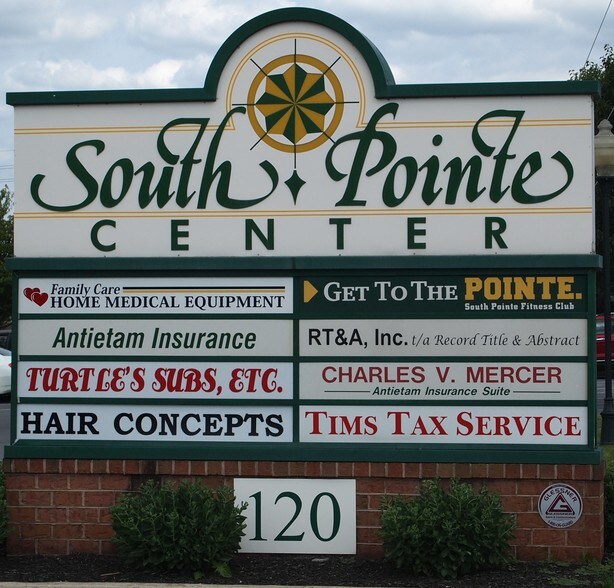 South Pointe
CENTER
Family Care
HOME MEDICAL EQUIPMENT
GET TO THE POINTE.
South Pointe Fitness Club
Antietam Insurance
RT&A, Inc. t/a Record Title & Abstract
TURTLE'S SUBS, ETC.
CHARLES V. MERCER
Antietam Insurance Suite
HAIR CONCEPTS
TIMS TAX SERVICE
120
GLESSNER